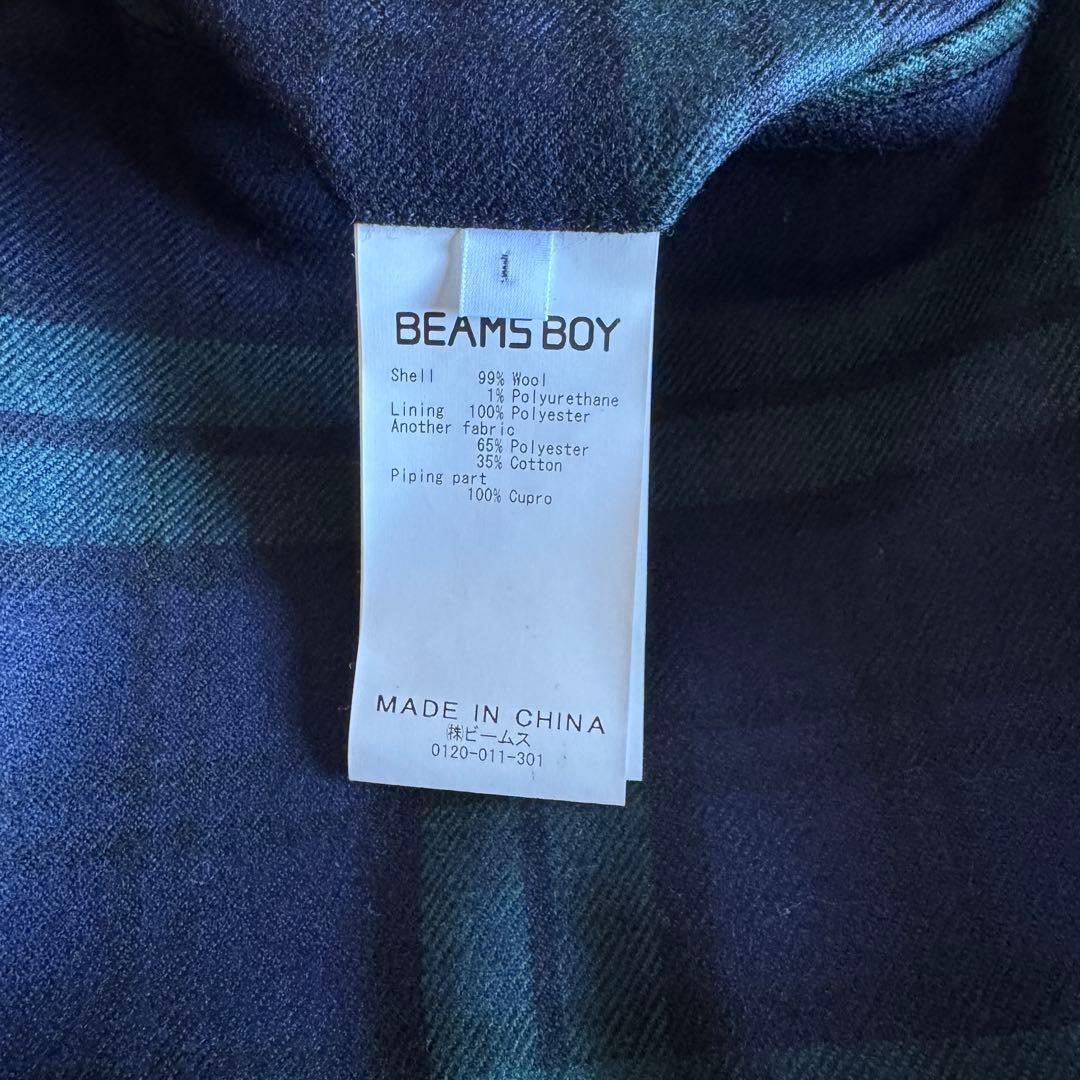 BEAMS BOY
Shell 99% Wool
1% Polyurethane
Lining 100% Polyester
Another fabric
65% Polyester
35% Cotton
Piping part
100% Cupro
MADE IN CHINA
㈱ビームス
0120-011-301